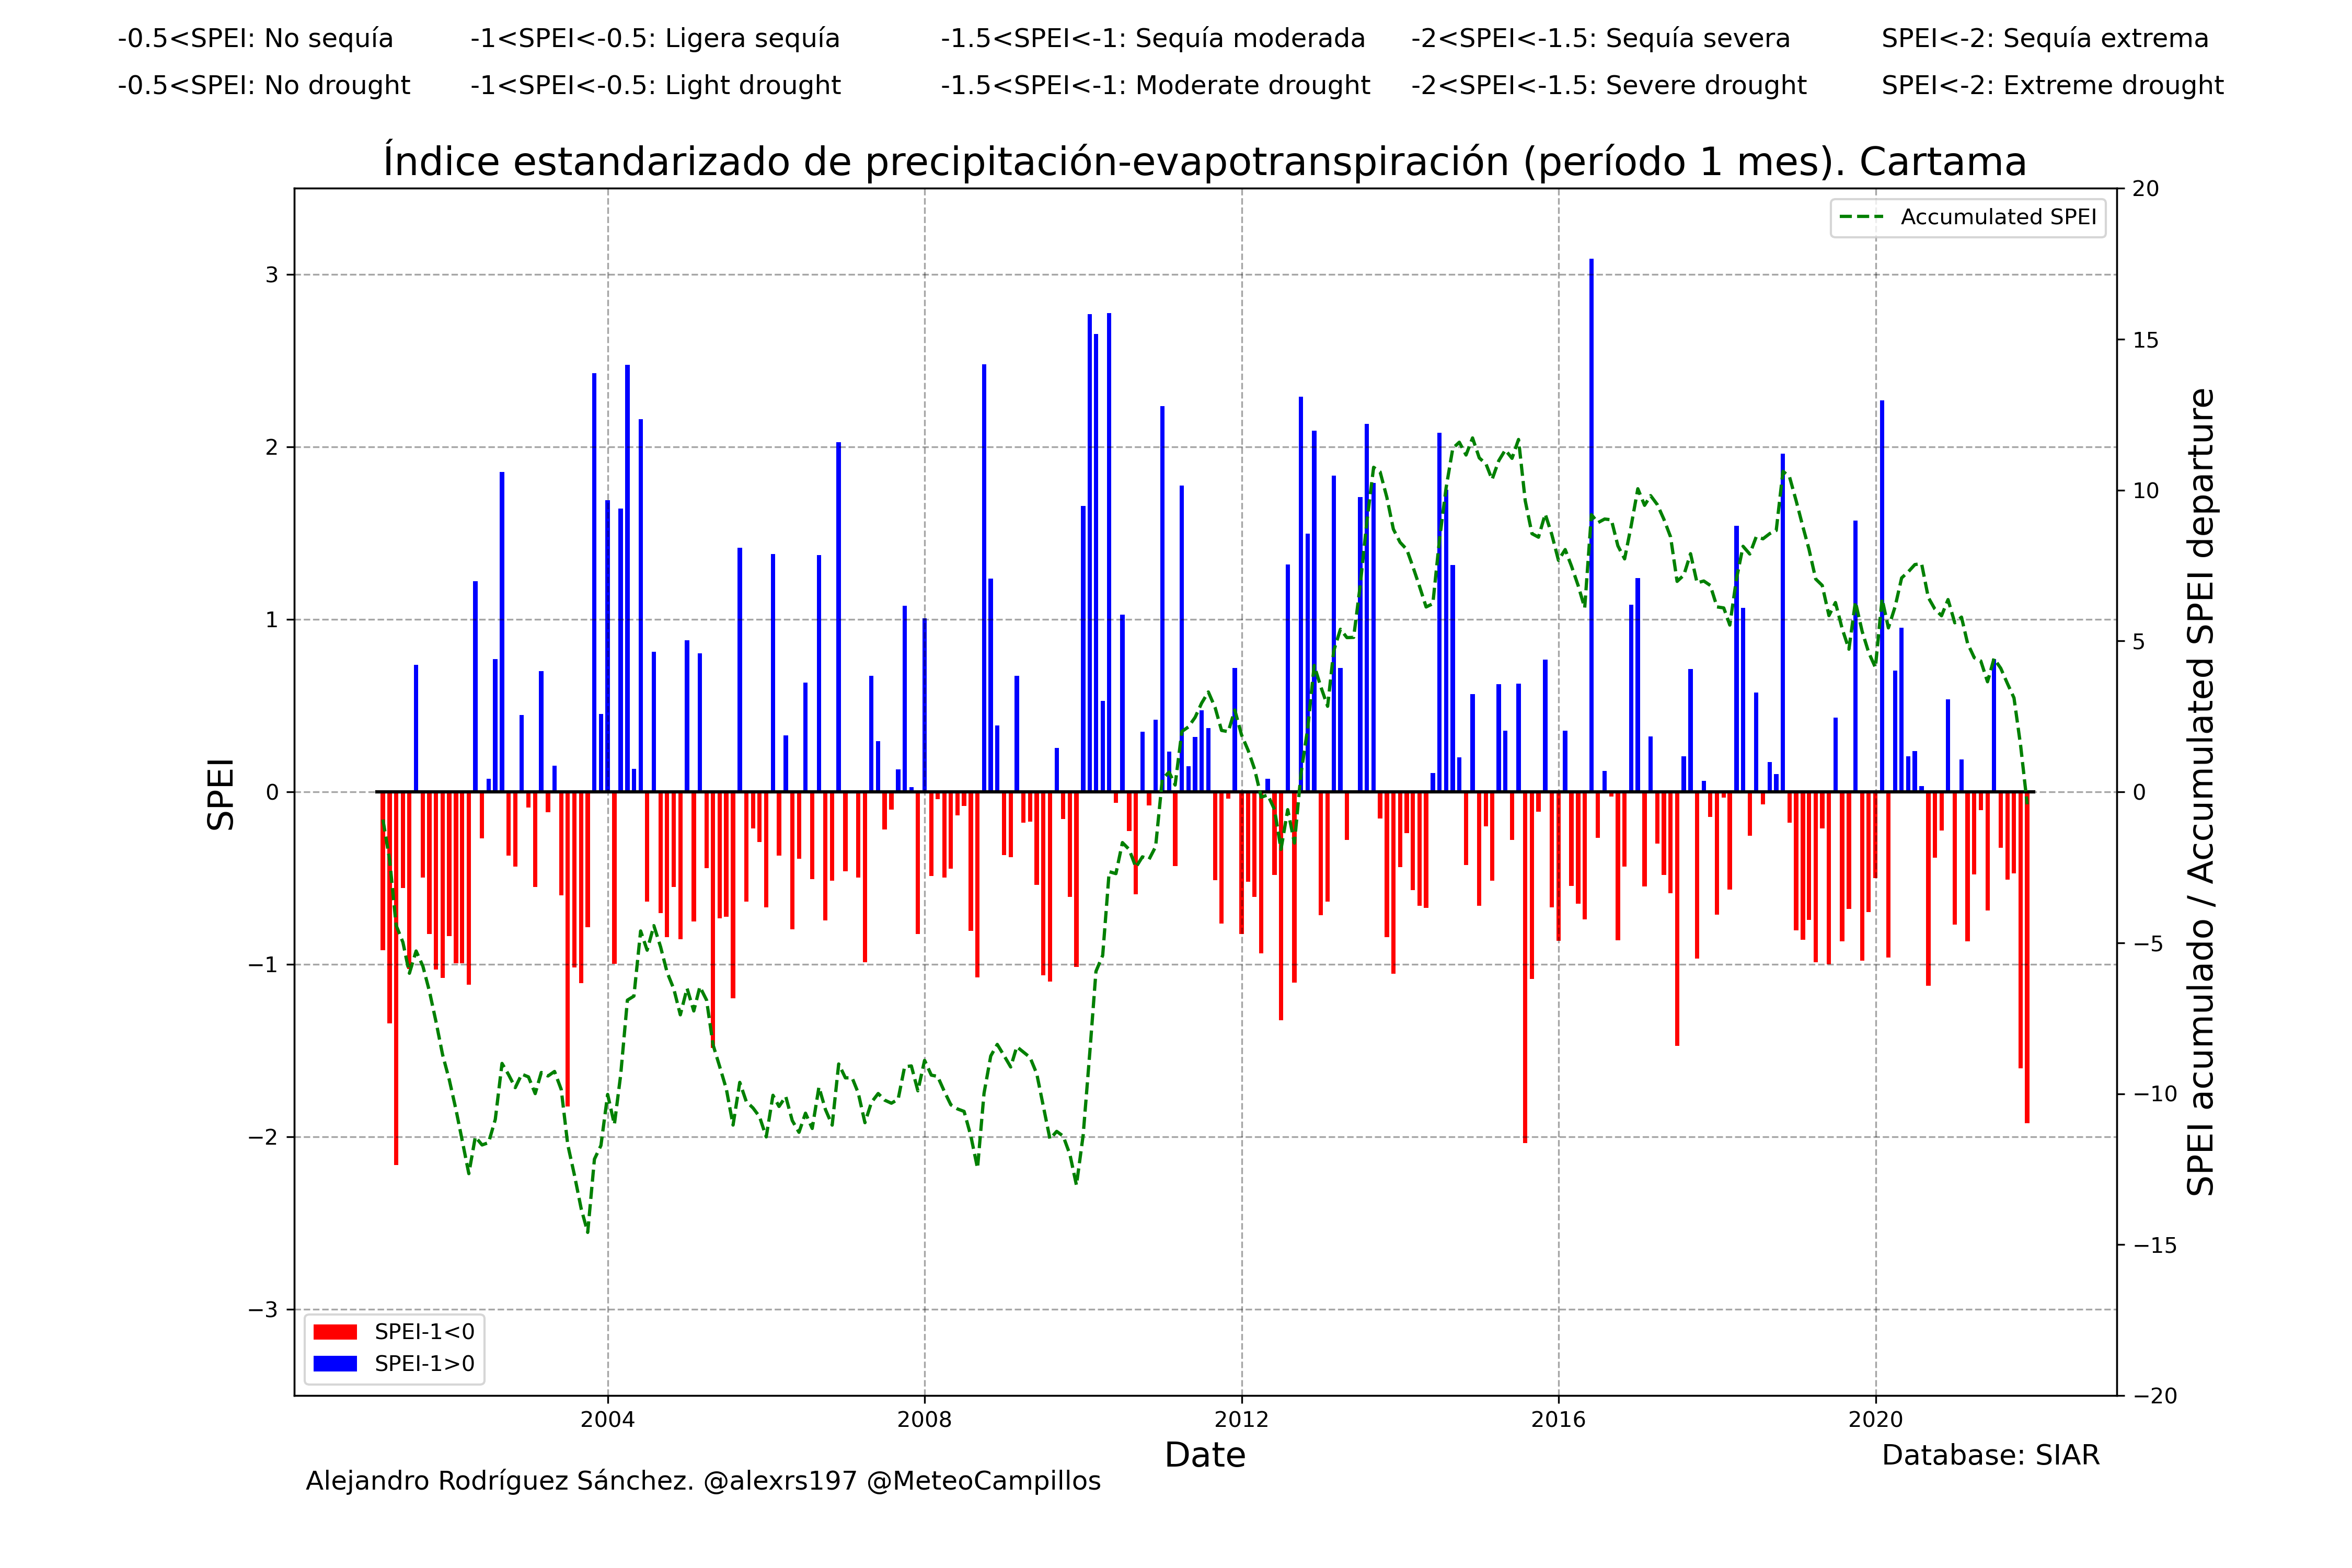 -0.5<SPEI: No sequía -1<SPEI<-0.5: Ligera sequía -1.5<SPEI<-1: Sequía moderada -2<SPEI<-1.5: Sequía severa SPEI<-2: Sequía extrema
-0.5<SPEI: No drought -1<SPEI<-0.5: Light drought -1.5<SPEI<-1: Moderate drought -2<SPEI<-1.5: Severe drought SPEI<-2: Extreme drought
Índice estandarizado de precipitación-evapotranspiración (período 1 mes). Cartama
Accumulated SPEI
SPEI
3
2
1
0
−1
−2
−3
20
15
10
5
0
−5
−10
−15
−20
SPEI acumulado / Accumulated SPEI departure
SPEI-1<0
SPEI-1>0
2004 2008 2012 2016 2020
Date
Database: SIAR
Alejandro Rodríguez Sánchez. @alexrs197 @MeteoCampillos